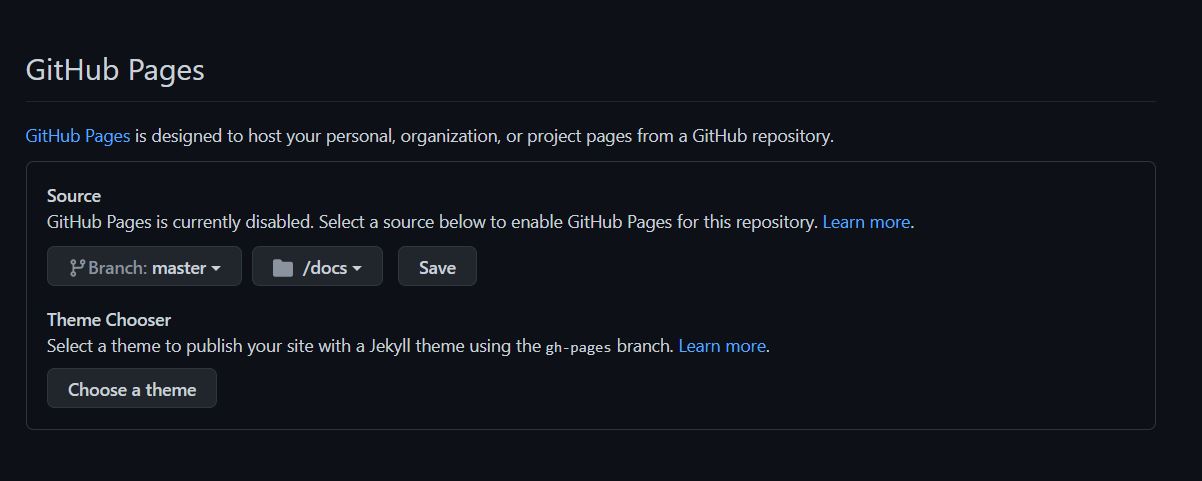 GitHub Pages
GitHub Pages is designed to host your personal, organization, or project pages from a GitHub repository.
Source
GitHub Pages is currently disabled. Select a source below to enable GitHub Pages for this repository. Learn more.
Branch: master /docs Save
Theme Chooser
Select a theme to publish your site with a Jekyll theme using the gh-pages branch. Learn more.
Choose a theme